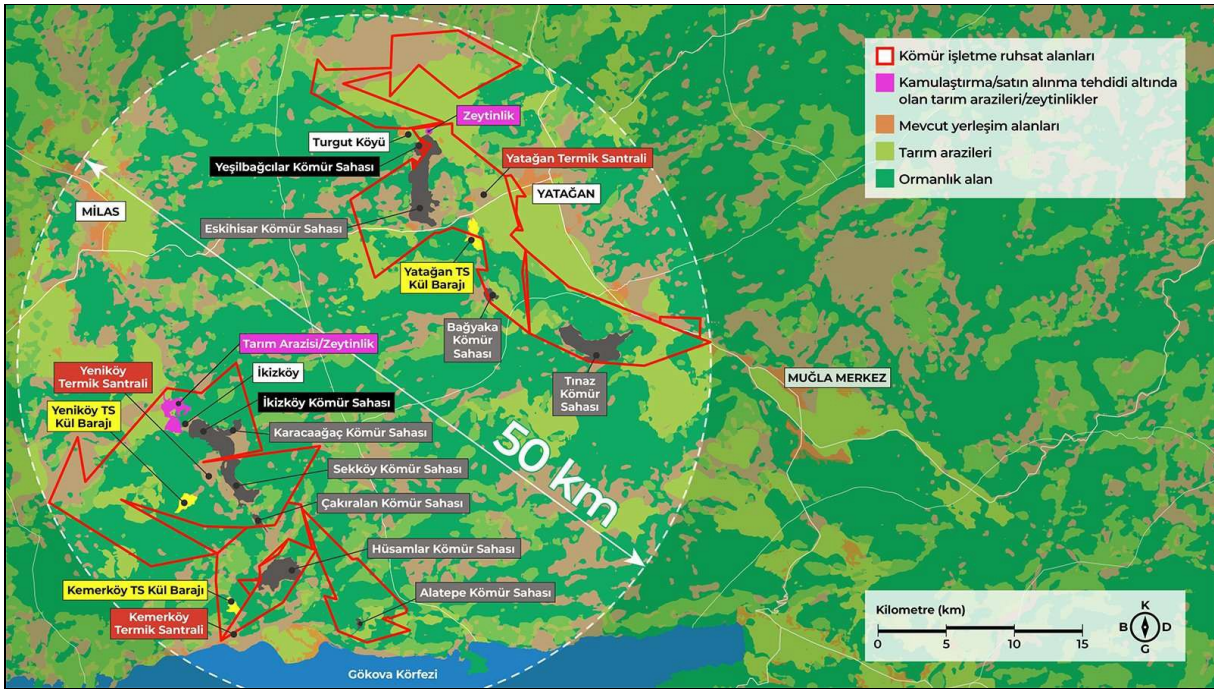 Kömür işletme ruhsat alanları
Kamulaştırma/satın alınma tehdidi altında
olan tarım arazileri/zeytinlikler
Mevcut yerleşim alanları
Tarım arazileri
Ormanlık alan
Zeytinlik
Turgut Köyü
Yeşilbağcılar Kömür Sahası
Yatağan Termik Santrali
YATAĞAN
MİLAS
Eskihisar Kömür Sahası
Yatağan TS
Kül Barajı
Bağyaka
Kömür
Sahası
Tınaz
Kömür
Sahası
MUĞLA MERKEZ
Tarım Arazisi/Zeytinlik
Yeniköy
Termik Santrali
İkizköy
Yeniköy TS
Kül Barajı
İkizköy Kömür Sahası
Karacaağaç Kömür Sahası
50 km
Sekköy Kömür Sahası
Çakıralan Kömür Sahası
Hüsamlar Kömür Sahası
Kemerköy TS Kül Barajı
Alatepe Kömür Sahası
Kemerköy
Termik Santrali
Gökova Körfezi
Kilometre (km)
0 5 10 15
K
B D
G